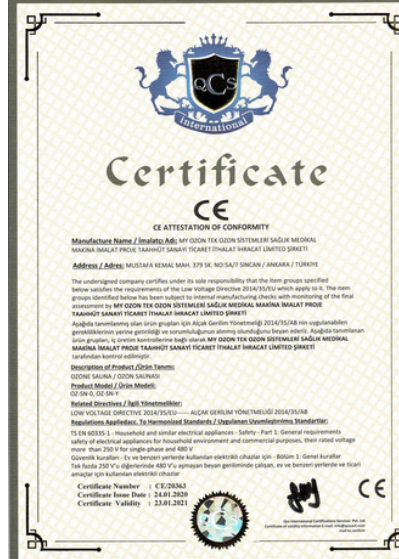 QCS
International
Certificate
CE
CE ATTESTATION OF CONFORMITY
Manufacture Name / İmalatçı Adı: MY OZON TEK OZON SİSTEMLERİ SAĞLIK MEDİKAL
MAKİNA İMALAT PROJE TAAHHÜT SANAYİ TİCARET İTHALAT İHRACAT LİMİTED ŞİRKETİ
Address / Adres: MUSTAFA KEMAL MAH. 379 SK. NO:5A/7 SİNCAN / ANKARA / TÜRKİYE
The undersigned company certifies under its sole responsibility that the item groups specified
below satisfies the requirements of the Low Voltage Directive 2014/35/EU which apply to it. The item
groups identified below has been subject to internal manufacturing checks with monitoring of the final
assessment by MY OZON TEK OZON SİSTEMLERİ SAĞLIK MEDİKAL MAKİNA İMALAT PROJE
TAAHHÜT SANAYİ TİCARET İTHALAT İHRACAT LİMİTED ŞİRKETİ
Aşağıda tanımlanmış olan ürün grupları için Alçak Gerilim Yönetmeliği 2014/35/AB nin uygulanabilen
gerekliliklerinin yerine getirildiği ve sorumluluğunun alınmış olunduğunu beyan ederiz. Aşağıda tanımlanan
ürün grupları, iç üretim kontrollerine bağlı olarak MY OZON TEK OZON SİSTEMLERİ SAĞLIK MEDİKAL
MAKİNA İMALAT PROJE TAAHHÜT SANAYİ TİCARET İTHALAT İHRACAT LİMİTED ŞİRKETİ
tarafından kontrol edilmiştir.
Description of Product /Ürün Tanımı:
OZONE SAUNA / OZON SAUNASI
Product Model / Ürün Modeli:
OZ-SN-0, OZ-SN-Y
Related Directives / İlgili Yönetmelikler:
LOW VOLTAGE DIRECTIVE 2014/35/EU------ ALÇAK GERİLİM YÖNETMELİĞİ 2014/35/AB
Regulations Appliedacc. To Harmonized Standards / Uygulanan Uyumlaştırılmış Standartlar:
TS EN 60335-1 - Household and similar electrical appliances - Safety - Part 1: General requirements
safety of electrical appliances for household environment and commercial purposes, their rated voltage
more than 250 V for single-phase and 480 V
Güvenlik kuralları - Ev ve benzeri yerlerde kullanılan elektrikli cihazlar için - Bölüm 1: Genel kurallar
Tek fazda 250 V'u diğerlerinde 480 V'u aşmayan beyan geriliminde çalışan, ev ve benzeri yerlerde ve ticari
amaçlar için kullanılan elektrikli cihazlar
Certificate Number : CE/20363
Certificate Issue Date : 24.01.2020
Certificate Validity : 23.01.2021
CE
Qcs International Certifications Services Pvt. Ltd.